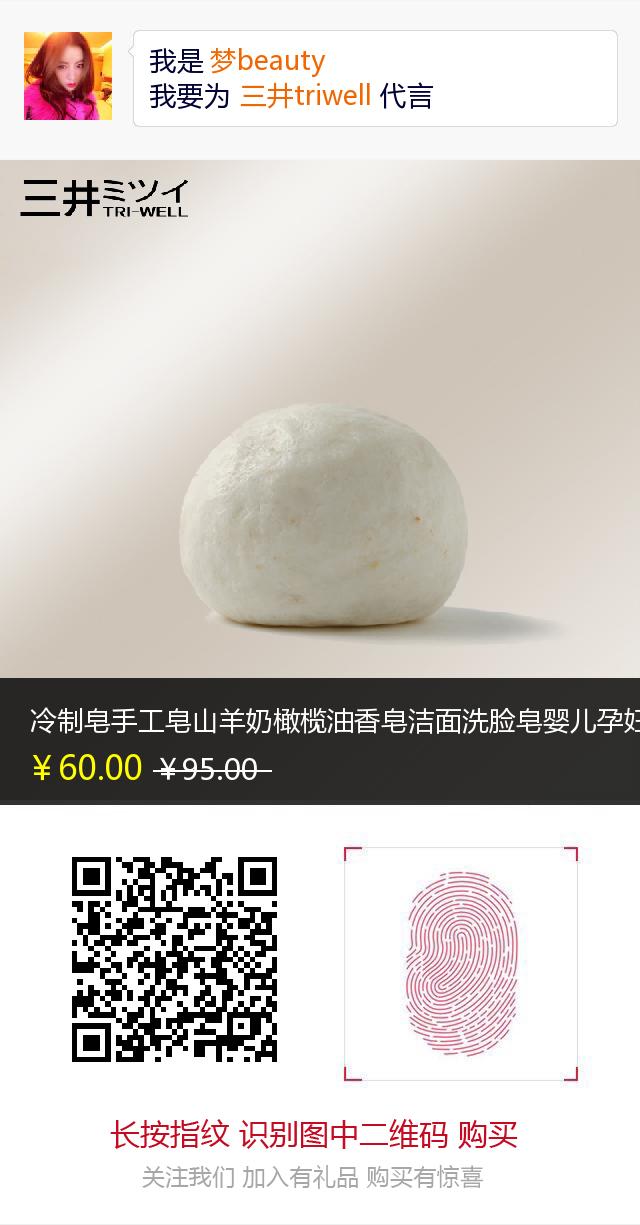 我是 梦beauty
我要为 三井triwell 代言
三井ミツイ
TRI-WELL
冷制皂手工皂山羊奶橄榄油香皂洁面洗脸皂婴儿孕妇
¥60.00 ¥95.00
长按指纹 识别图中二维码 购买
关注我们 加入有礼品 购买有惊喜